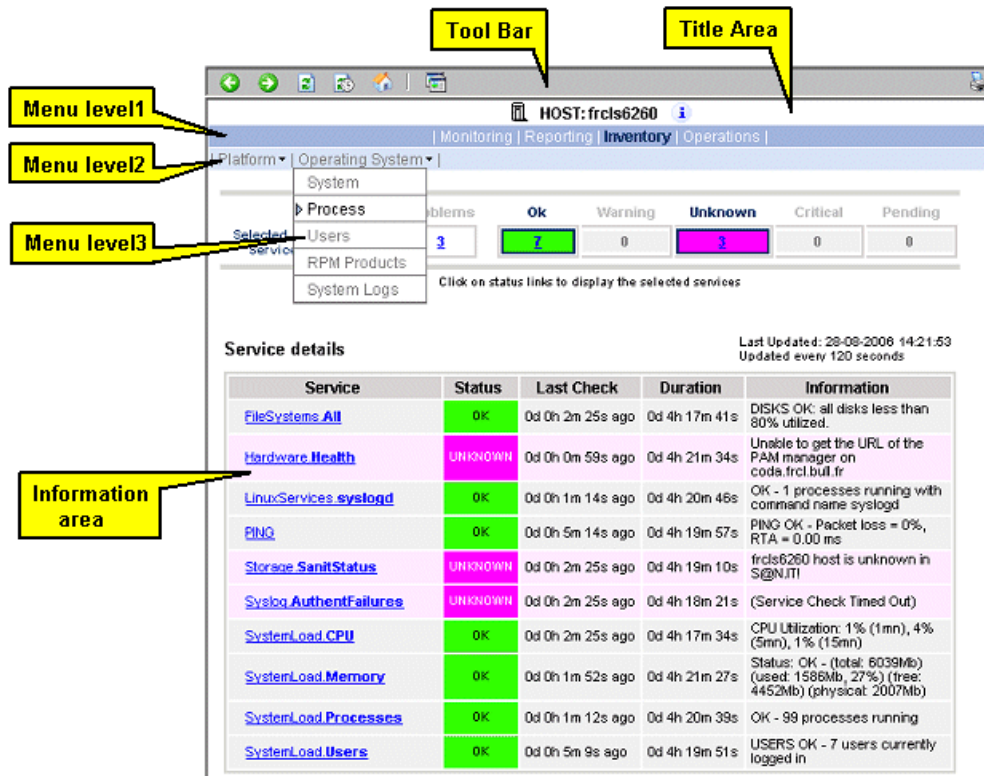 Tool Bar
Title Area
Menu level1
HOST: frcls6260 i
| Monitoring | Reporting | Inventory | Operations |
Menu level2
| Platform | Operating System |
System
Process
Users
RPM Products
System Logs
Menu level3
Selected
Service
oblems Ok Warning Unknown Critical Pending
3 7 0 3 0 0
Click on status links to display the selected services
Service details
Last Updated: 28-08-2006 14:21:53
Updated every 120 seconds
Service Status Last Check Duration Information
FileSystems.All OK 0d 0h 2m 25s ago 0d 4h 17m 41s DISKS OK: all disks less than
80% utilized.
Hardware.Health UNKNOWN 0d 0h 0m 59s ago 0d 4h 21m 34s Unable to get the URL of the
PAM manager on
coda.frcl.bull.fr
Information
area
LinuxServices.syslogd OK 0d 0h 1m 14s ago 0d 4h 20m 46s OK - 1 processes running with
command name syslogd
PING OK 0d 0h 5m 14s ago 0d 4h 19m 57s PING OK - Packet loss = 0%,
RTA = 0.00 ms
Storage.SanitStatus UNKNOWN 0d 0h 2m 25s ago 0d 4h 19m 10s frcls6260 host is unknown in
S@N.IT!
Syslog.AuthentFailures UNKNOWN 0d 0h 2m 25s ago 0d 4h 18m 21s (Service Check Timed Out)
SystemLoad.CPU OK 0d 0h 2m 25s ago 0d 4h 17m 34s CPU Utilization: 1% (1mn), 4%
(5mn), 1% (15mn)
SystemLoad.Memory OK 0d 0h 1m 52s ago 0d 4h 21m 27s Status: OK - (total: 6039Mb)
(used: 1586Mb, 27%) (free:
4452Mb) (physical: 2007Mb)
SystemLoad.Processes OK 0d 0h 1m 12s ago 0d 4h 20m 39s OK - 99 processes running
SystemLoad.Users OK 0d 0h 5m 9s ago 0d 4h 19m 51s USERS OK - 7 users currently
logged in